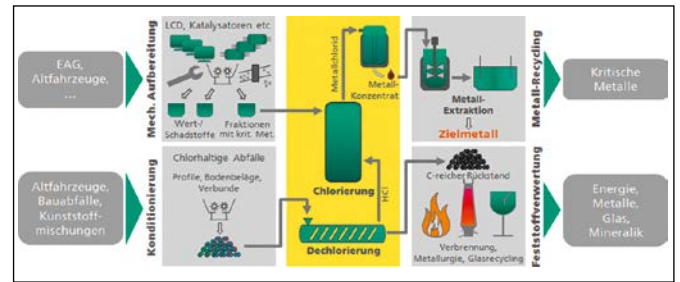 EAG,
Altfahrzeuge,
...
Mech. Aufbereitung
LCD, Katalysatoren etc.
Wert-/
Schadstoffe
Fraktionen
mit krit. Met.
Metallchlorid
Metall-
Konzentrat
Chlorierung
HCl
Metall-
Extraktion
Zielmetall
Metall-Recycling
Kritische
Metalle
Altfahrzeuge,
Bauabfälle,
Kunststoff-
mischungen
Konditionierung
Chlorhaltige Abfälle
Profile, Bodenbeläge,
Verbunde
Dechlorierung
C-reicher Rückstand
Verbrennung,
Metallurgie, Glasrecycling
Feststoffverwertung
Energie,
Metalle,
Glas,
Mineralik